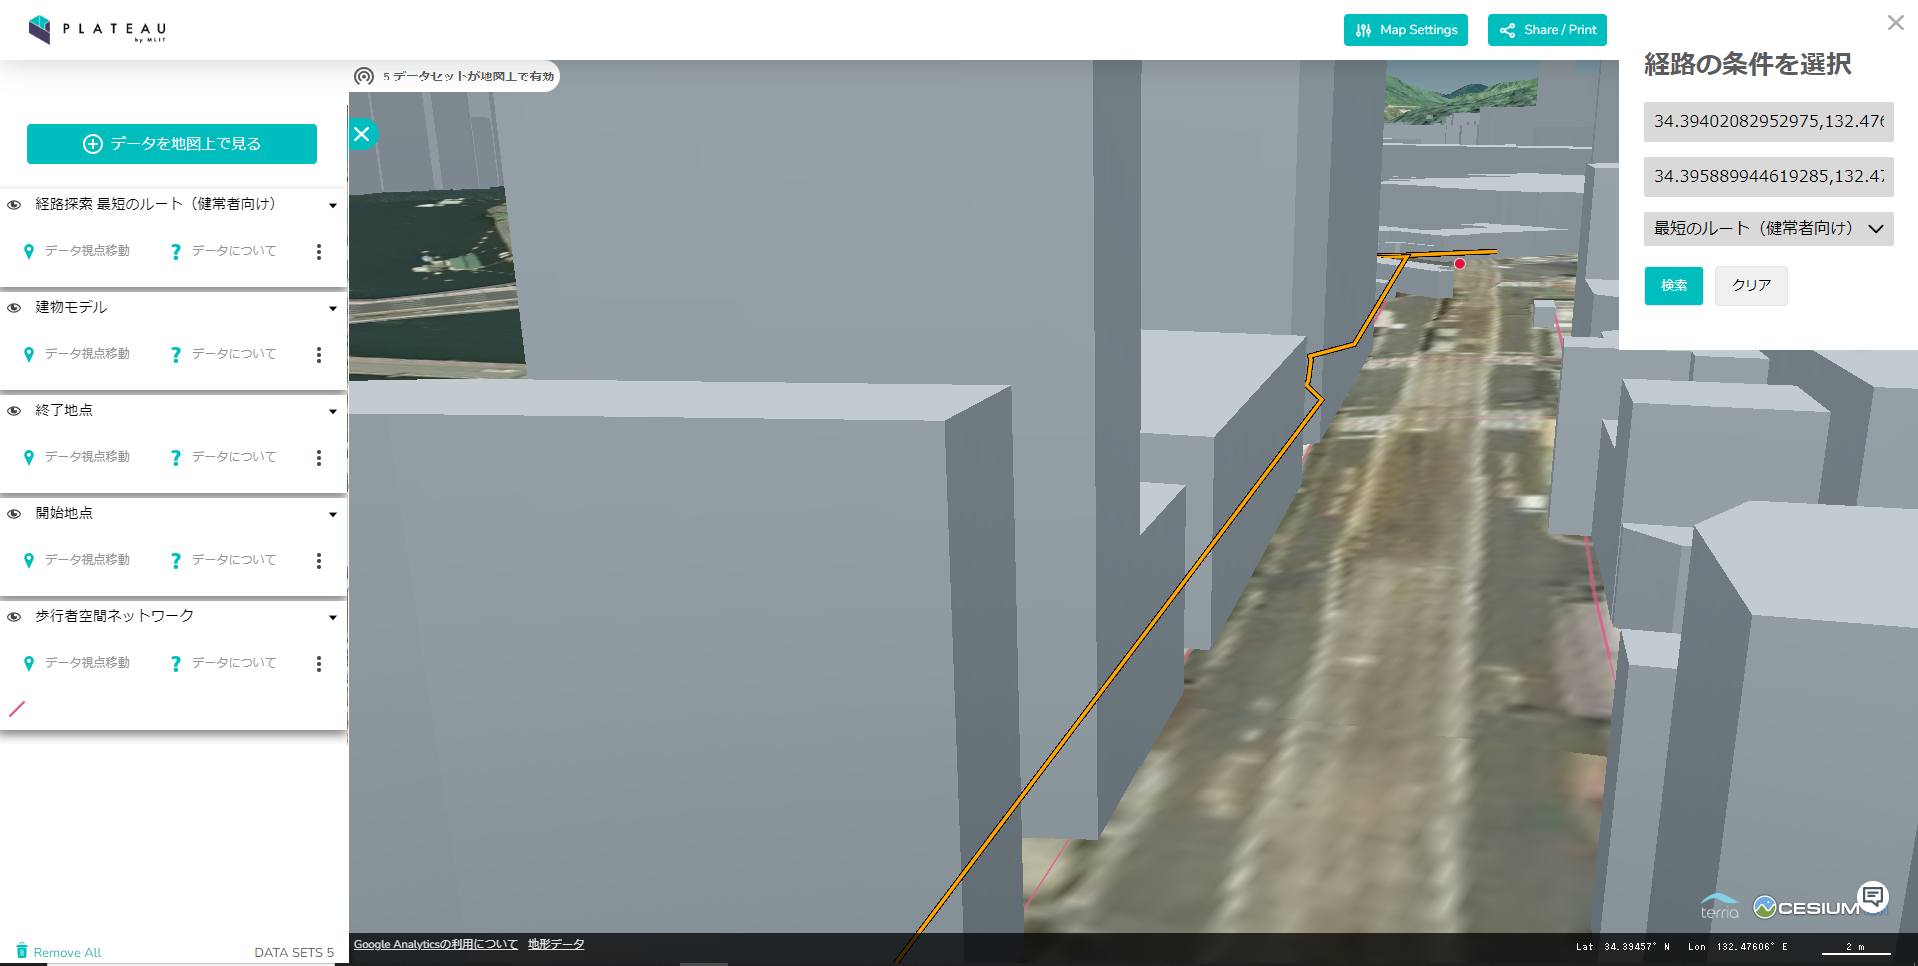 PLATEAU
by MLIT
Map Settings
Share / Print
5 データセットが地図上で有効
データを地図上で見る
経路探索 最短のルート（健常者向け）
データ視点移動
データについて
建物モデル
データ視点移動
データについて
終了地点
データ視点移動
データについて
開始地点
データ視点移動
データについて
歩行者空間ネットワーク
データ視点移動
データについて
Remove All
DATA SETS 5
経路の条件を選択
34.39402082952975,132.476
34.395889944619285,132.47
最短のルート（健常者向け）
検索
クリア
terria
CESIUM
Google Analyticsの利用について
地形データ
Lat 34.39457° N Lon 132.47606° E
2 m